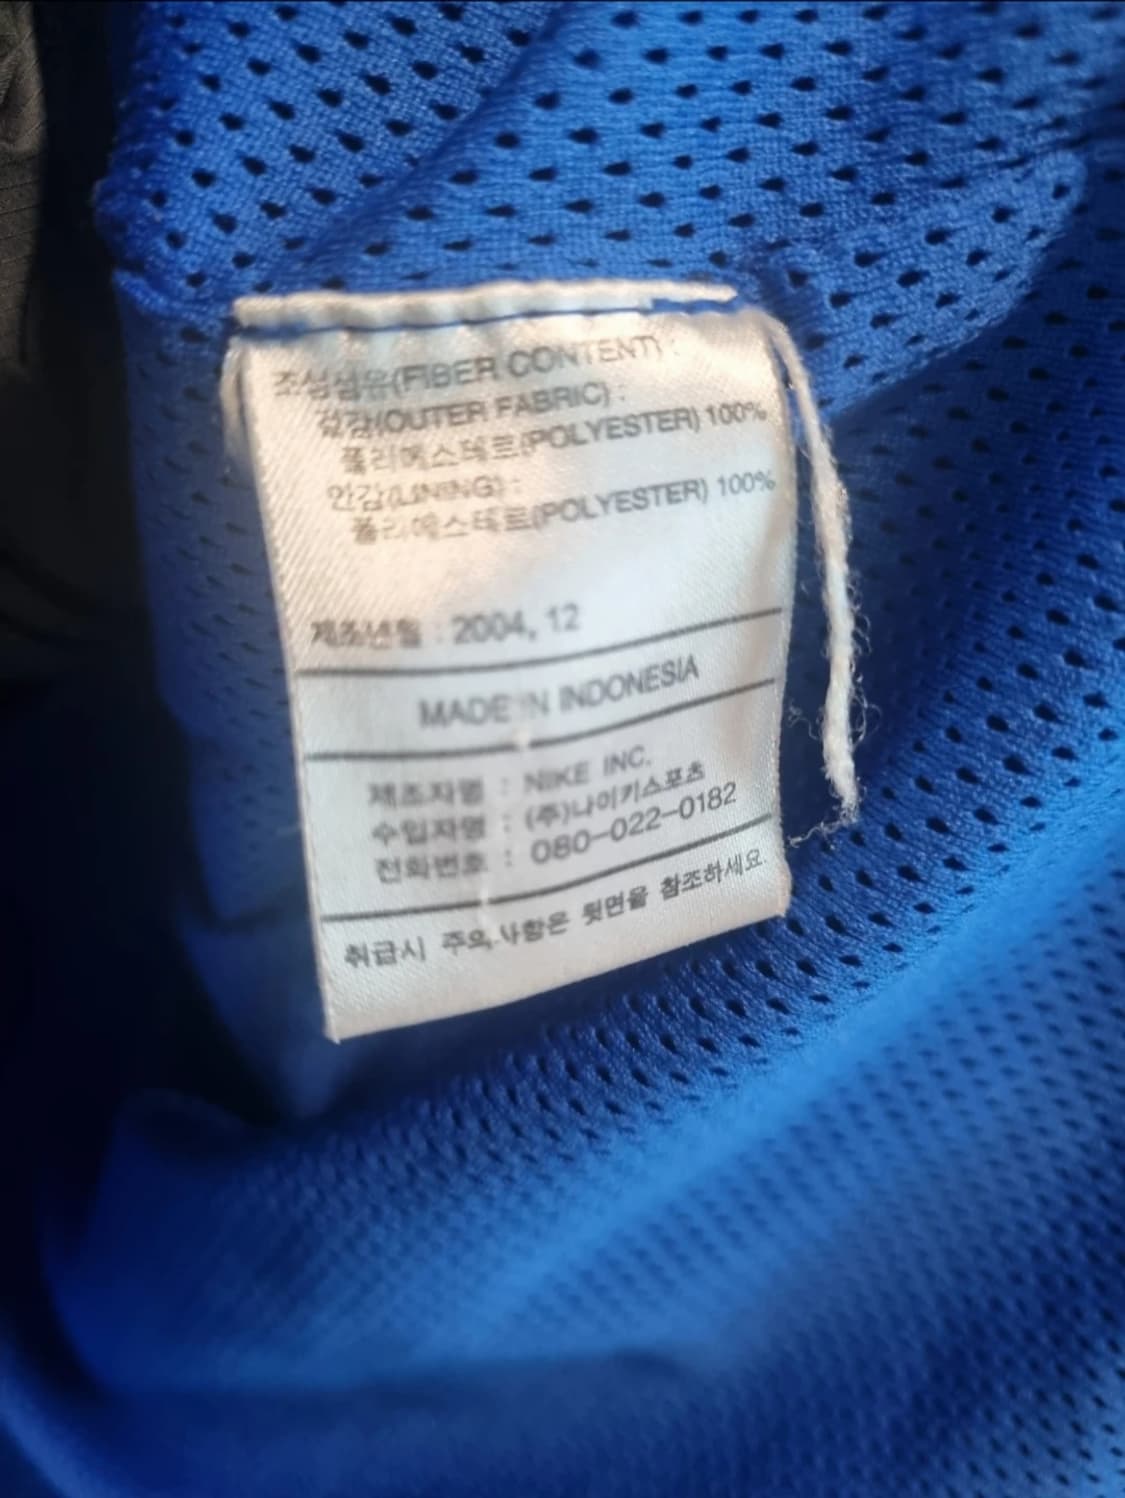 조성섬유(FIBER CONTENT) :
겉감(OUTER FABRIC) :
폴리에스테르(POLYESTER) 100%
안감(LINING) :
폴리에스테르(POLYESTER) 100%
제조년월 : 2004, 12
MADE IN INDONESIA
제조자명 : NIKE INC.
수입자명 : (주)나이키스포츠
전화번호 : 080-022-0182
취급시 주의사항은 뒷면을 참조하세요.